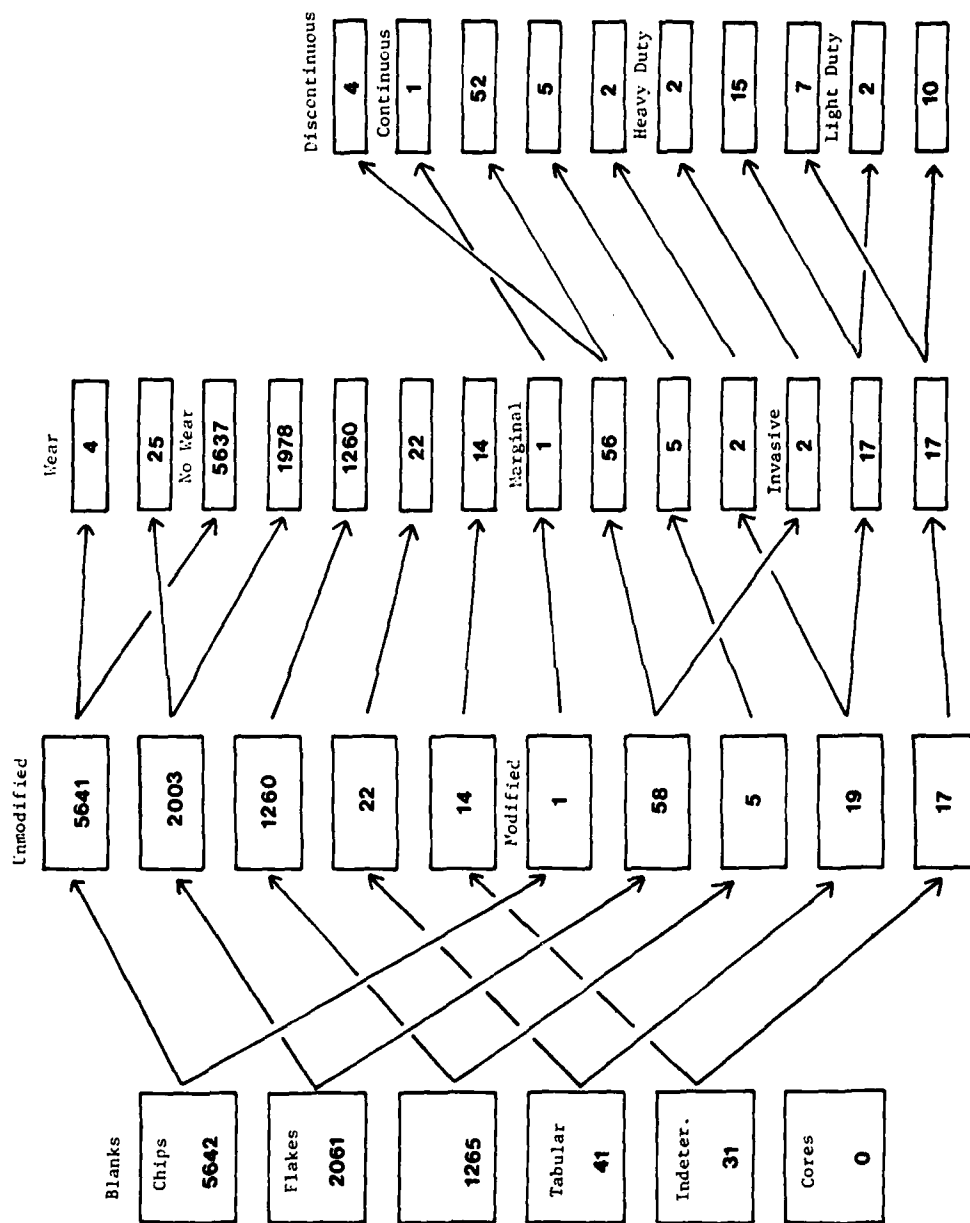 Blanks
Chips
5642
Flakes
2061
1265
Tabular
41
Indeter.
31
Cores
0
Unmodified
5641
2003
1260
22
14
Modified
1
58
5
19
17
Wear
4
25
No Wear
5637
1978
1260
22
14
Marginal
1
56
5
2
Invasive
2
17
17
Discontinuous
4
Continuous
1
52
5
2
Heavy Duty
2
15
7
Light Duty
2
10